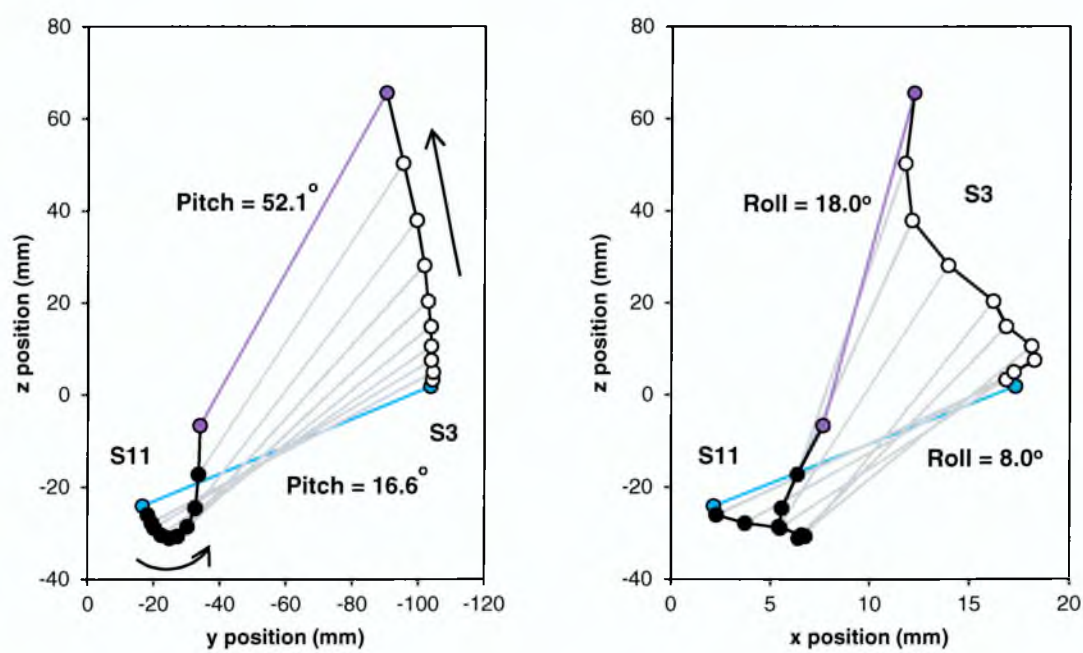 80
60
40
20
0
-20
-40
z position (mm)
0 -20 -40 -60 -80 -100 -120
y position (mm)
Pitch = 52.1°
S11
S3
Pitch = 16.6°
80
60
40
20
0
-20
-40
z position (mm)
0 5 10 15 20
x position (mm)
Roll = 18.0º
S3
S11
Roll = 8.0º